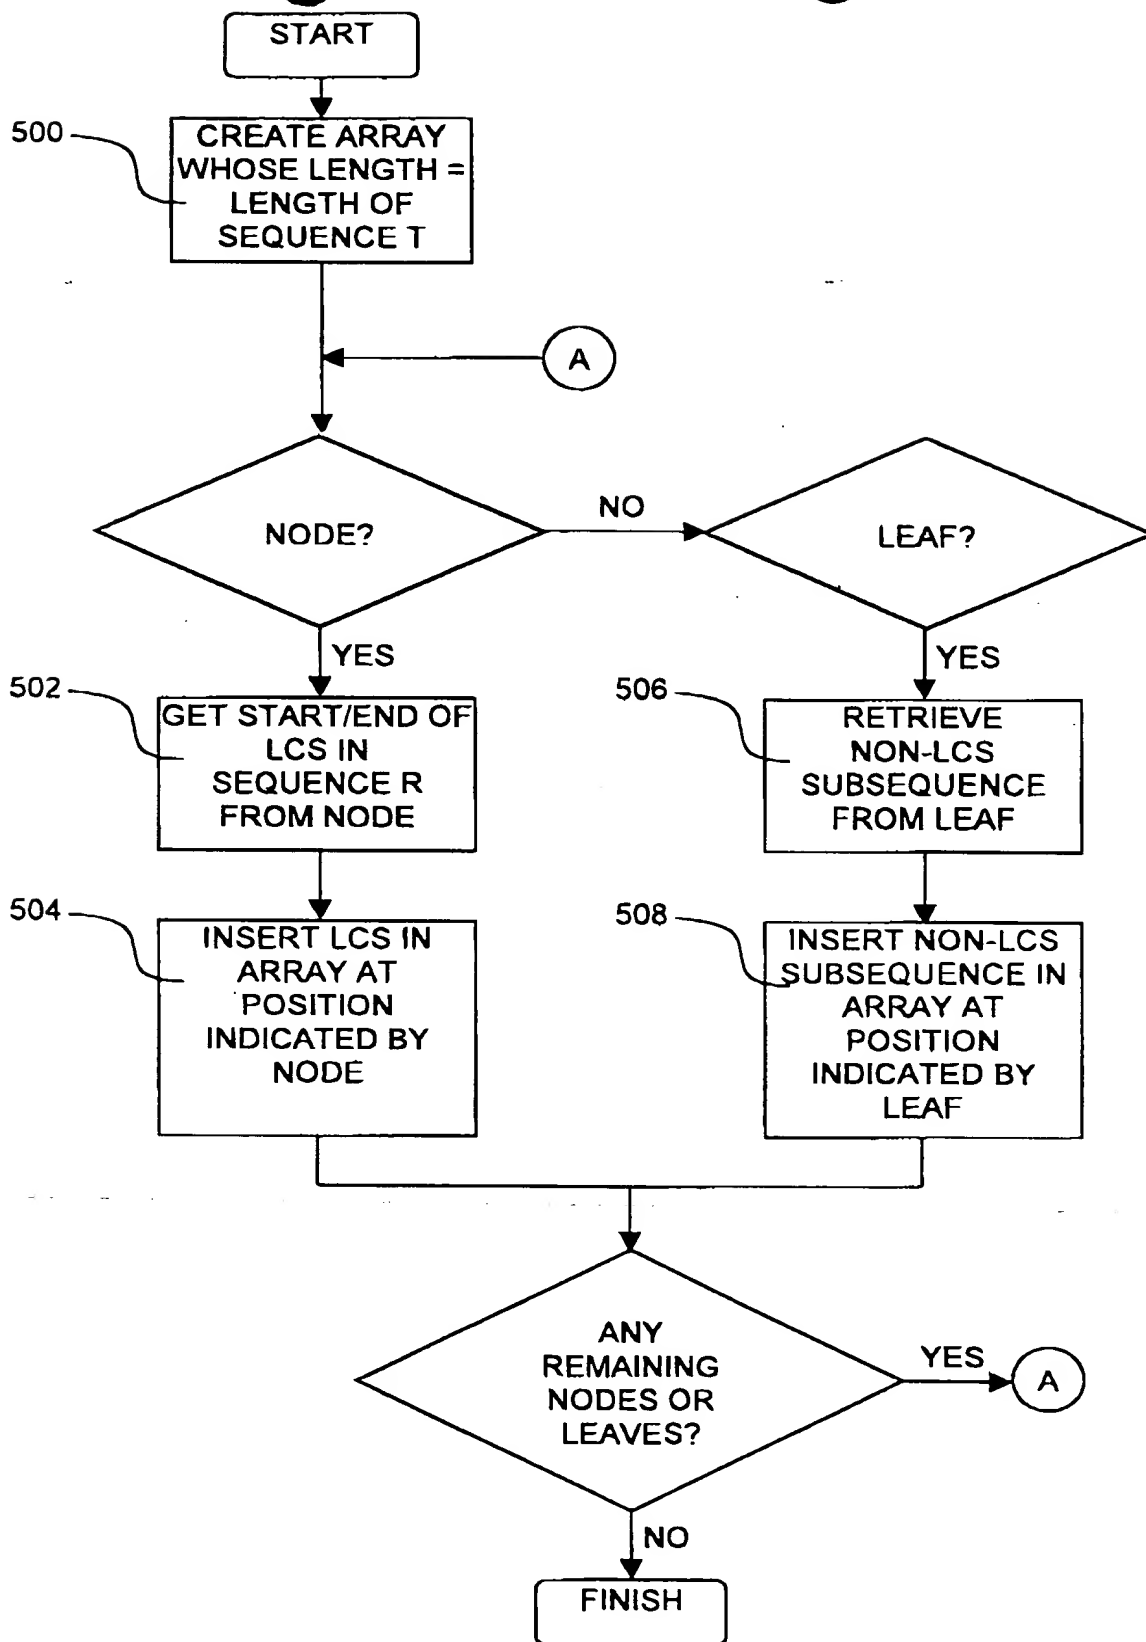 START
500
CREATE ARRAY
WHOSE LENGTH =
LENGTH OF
SEQUENCE T
A
NODE?
NO
LEAF?
YES
YES
502
GET START/END OF
LCS IN
SEQUENCE R
FROM NODE
506
RETRIEVE
NON-LCS
SUBSEQUENCE
FROM LEAF
504
INSERT LCS IN
ARRAY AT
POSITION
INDICATED BY
NODE
508
INSERT NON-LCS
SUBSEQUENCE IN
ARRAY AT
POSITION
INDICATED BY
LEAF
ANY
REMAINING
NODES OR
LEAVES?
YES
A
NO
FINISH